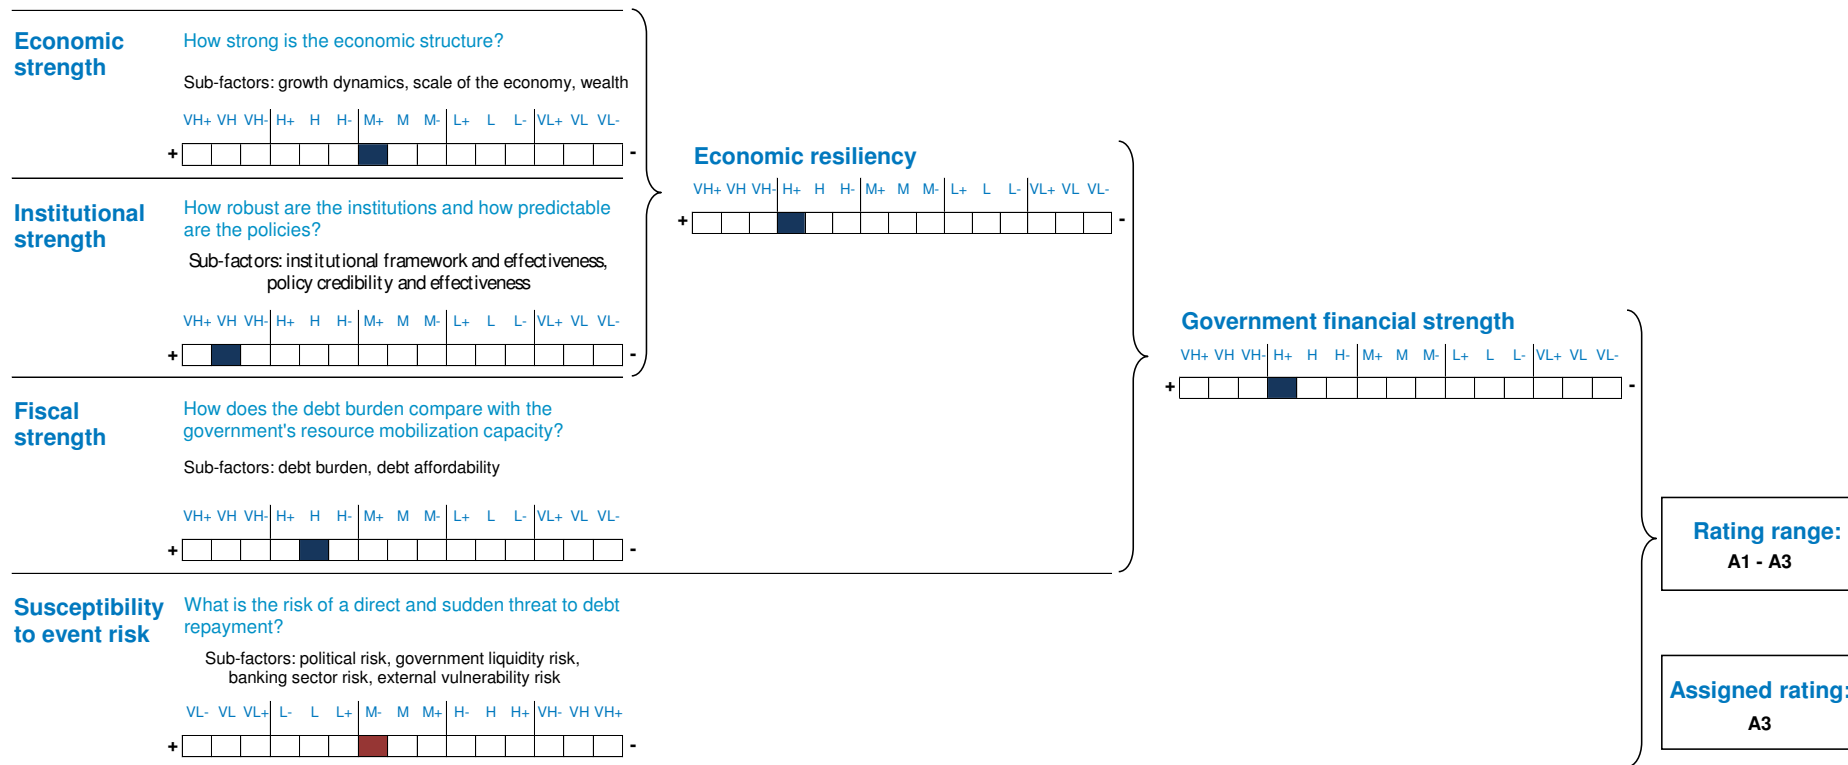 Economic
strength
How strong is the economic structure?
Sub-factors: growth dynamics, scale of the economy, wealth
VH+ VH VH- H+ H H- M+ M M- L+ L L- VL+ VL VL-
+ -
Institutional
strength
How robust are the institutions and how predictable
are the policies?
Sub-factors: institutional framework and effectiveness,
policy credibility and effectiveness
VH+ VH VH- H+ H H- M+ M M- L+ L L- VL+ VL VL-
+ -
Fiscal
strength
How does the debt burden compare with the
government's resource mobilization capacity?
Sub-factors: debt burden, debt affordability
VH+ VH VH- H+ H H- M+ M M- L+ L L- VL+ VL VL-
+ -
Susceptibility
to event risk
What is the risk of a direct and sudden threat to debt
repayment?
Sub-factors: political risk, government liquidity risk,
banking sector risk, external vulnerability risk
VL- VL VL+ L- L L+ M- M M+ H- H H+ VH- VH VH+
+ -
Economic resiliency
VH+ VH VH- H+ H H- M+ M M- L+ L L- VL+ VL VL-
+ -
Government financial strength
VH+ VH VH- H+ H H- M+ M M- L+ L L- VL+ VL VL-
+ -
Rating range:
A1 - A3
Assigned rating:
A3